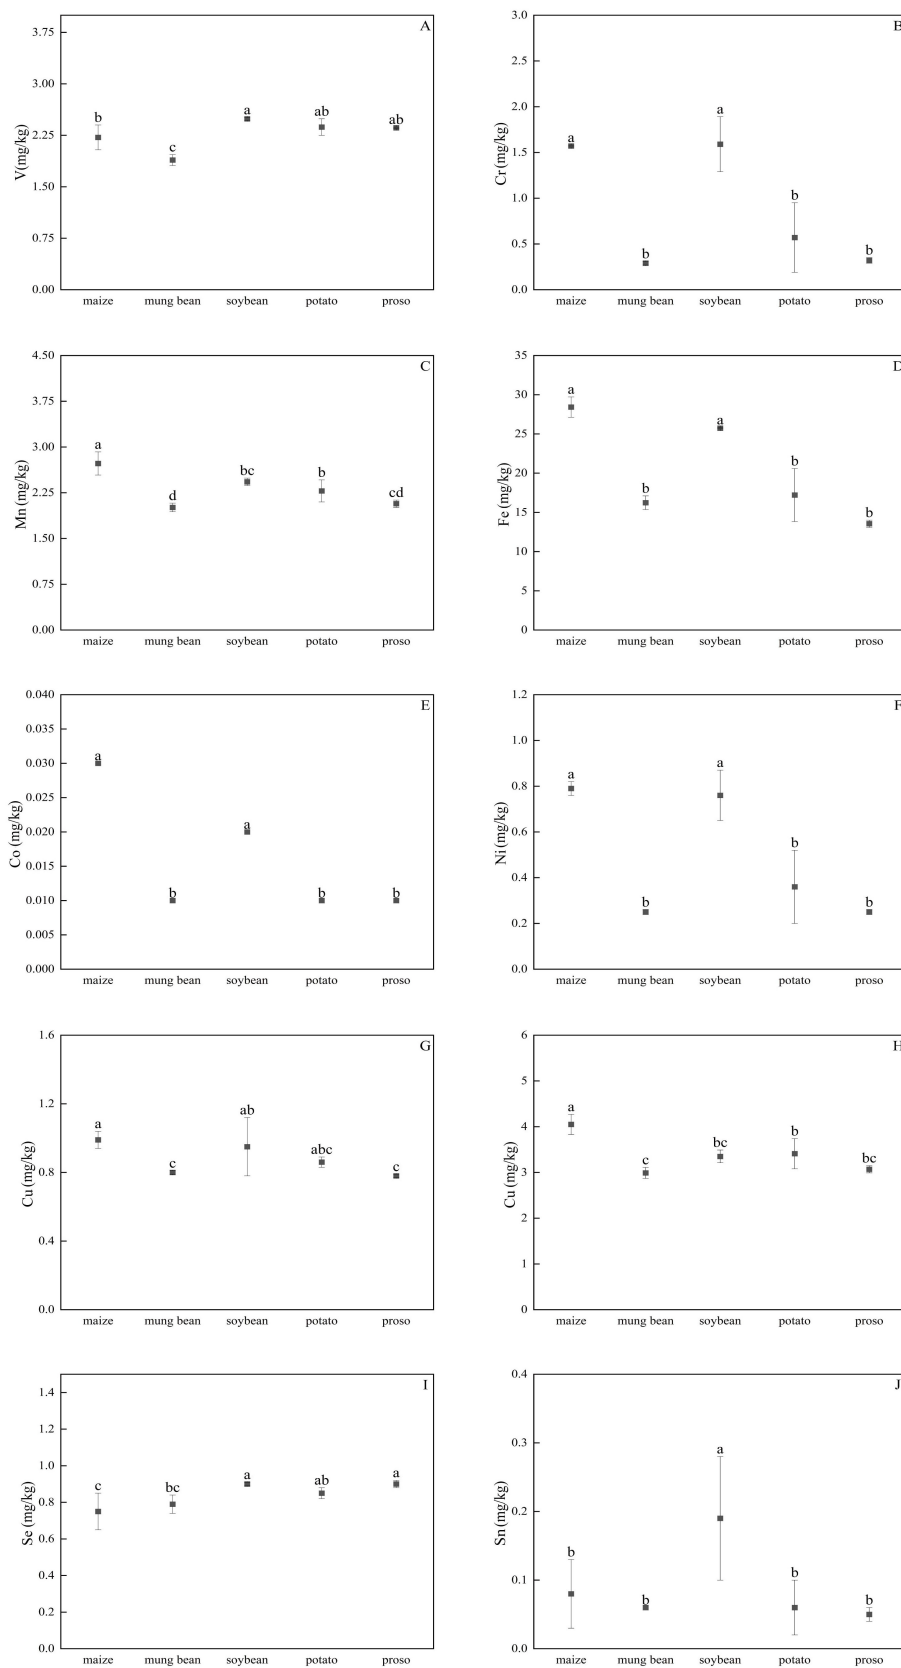 A
V(mg/kg)
3.75
3.00
2.25
1.50
0.75
0.00
b
c
a
ab
ab
maize
mung bean
soybean
potato
proso
B
Cr (mg/kg)
3.0
2.5
2.0
1.5
1.0
0.5
0.0
a
b
a
b
b
maize
mung bean
soybean
potato
proso
C
Mn (mg/kg)
4.50
3.75
3.00
2.25
1.50
0.75
0.00
a
d
bc
b
cd
maize
mung bean
soybean
potato
proso
D
Fe (mg/kg)
35
30
25
20
15
10
5
0
a
b
a
b
b
maize
mung bean
soybean
potato
proso
E
Co (mg/kg)
0.040
0.035
0.030
0.025
0.020
0.015
0.010
0.005
0.000
a
b
a
b
b
maize
mung bean
soybean
potato
proso
F
Ni (mg/kg)
1.2
1.0
0.8
0.6
0.4
0.2
0.0
a
b
a
b
b
maize
mung bean
soybean
potato
proso
G
Cu (mg/kg)
1.6
1.2
0.8
0.4
0.0
a
c
ab
abc
c
maize
mung bean
soybean
potato
proso
H
Cu (mg/kg)
6
5
4
3
2
1
0
a
c
bc
b
bc
maize
mung bean
soybean
potato
proso
I
Se (mg/kg)
1.4
1.2
1.0
0.8
0.6
0.4
0.2
0.0
c
bc
a
ab
a
maize
mung bean
soybean
potato
proso
J
Sn (mg/kg)
0.4
0.3
0.2
0.1
0.0
b
b
a
b
b
maize
mung bean
soybean
potato
proso